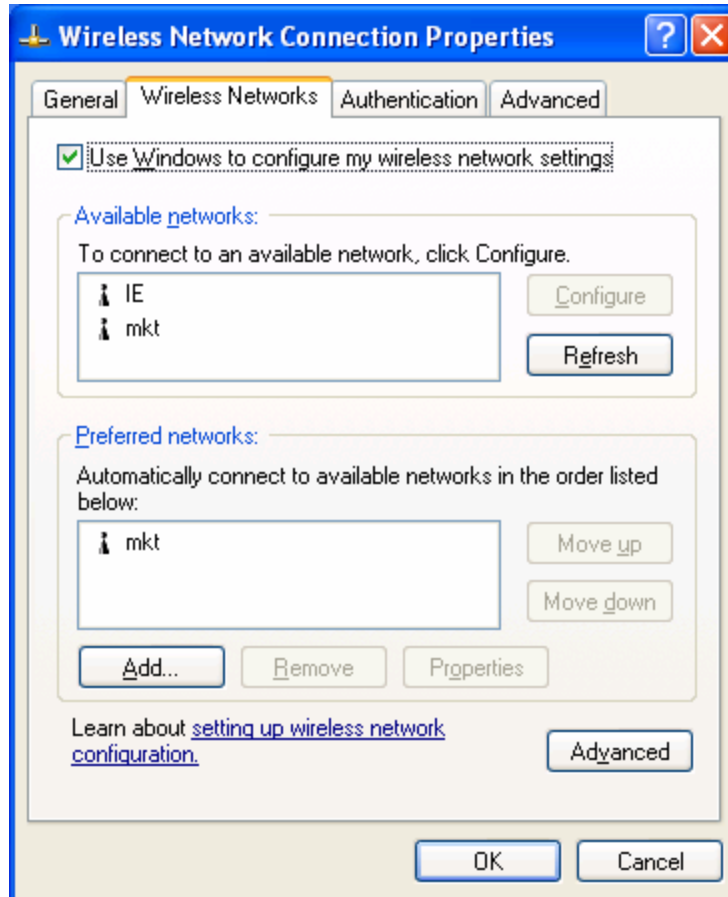 Wireless Network Connection Properties
General Wireless Networks Authentication Advanced
Use Windows to configure my wireless network settings
Available networks:
To connect to an available network, click Configure.
IE
mkt
Configure
Refresh
Preferred networks:
Automatically connect to available networks in the order listed
below:
mkt
Move up
Move down
Add... Remove Properties
Learn about setting up wireless network
configuration.
Advanced
OK Cancel